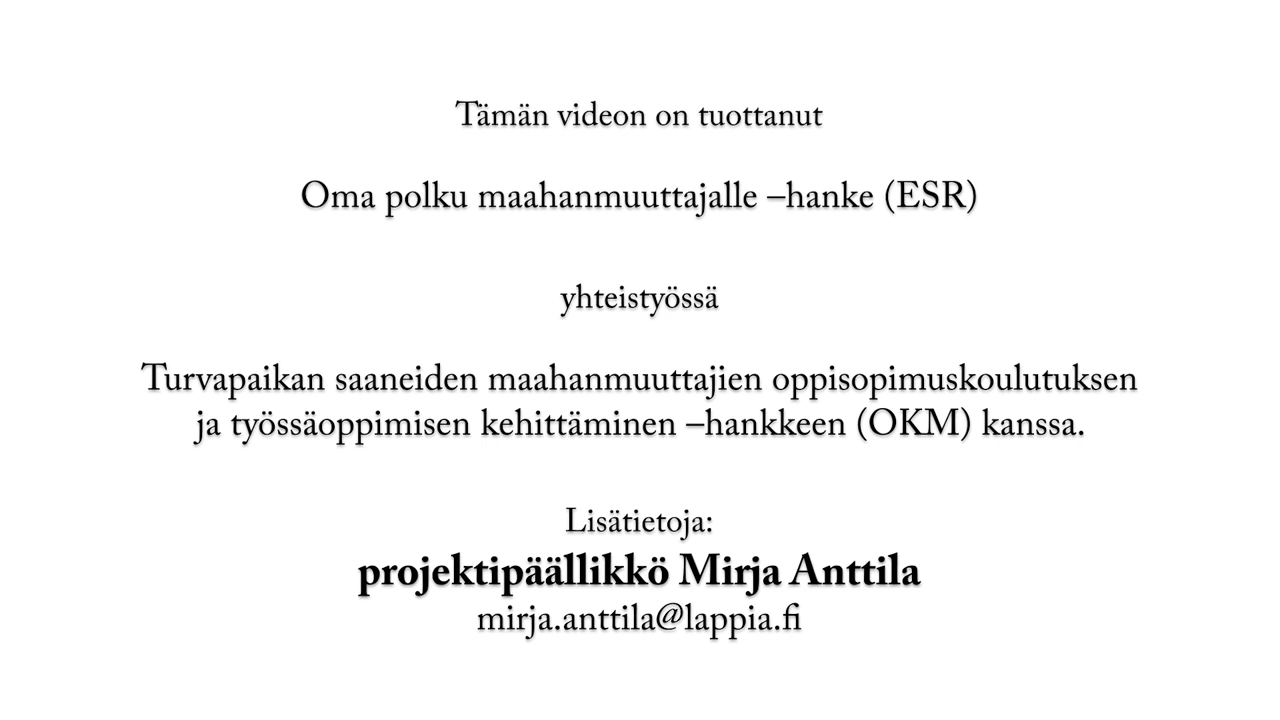 Tämän videon on tuottanut
Oma polku maahanmuuttajalle –hanke (ESR)
yhteistyössä
Turvapaikan saaneiden maahanmuuttajien oppisopimuskoulutuksen
ja työssäoppimisen kehittäminen –hankkeen (OKM) kanssa.
Lisätietoja:
projektipäällikkö Mirja Anttila
mirja.anttila@lappia.fi